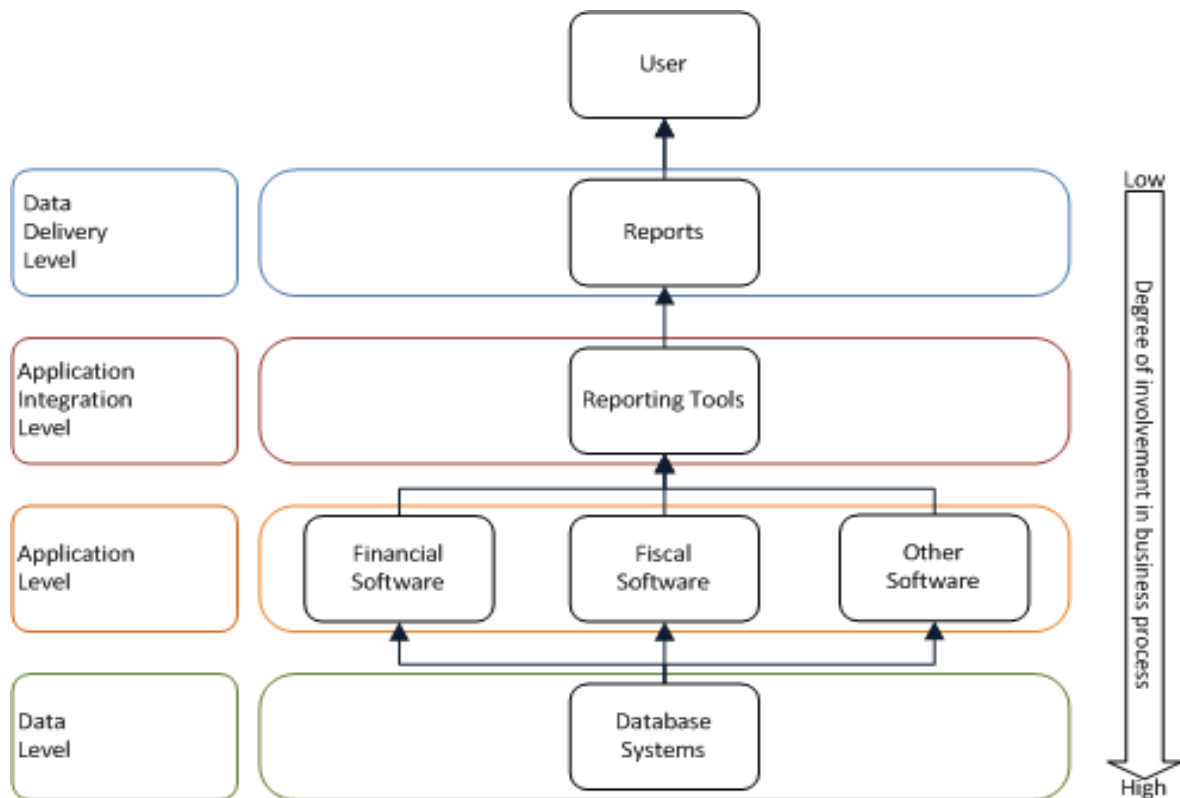 User
Low
Data
Delivery
Level
Reports
Application
Integration
Level
Reporting Tools
Degree of involvement in business process
Application
Level
Financial
Software
Fiscal
Software
Other
Software
Data
Level
Database
Systems
High